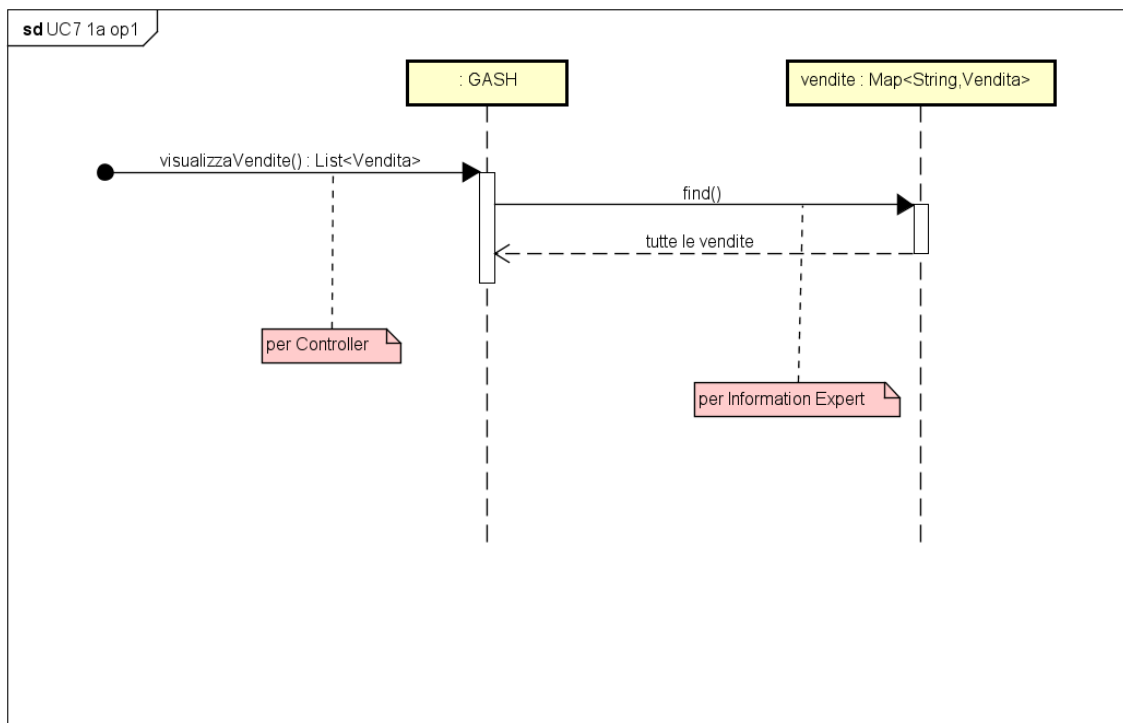 sd UC7 1a op1
: GASH
vendite : Map<String,Vendita>
visualizzaVendite() : List<Vendita>
find()
tutte le vendite
per Controller
per Information Expert